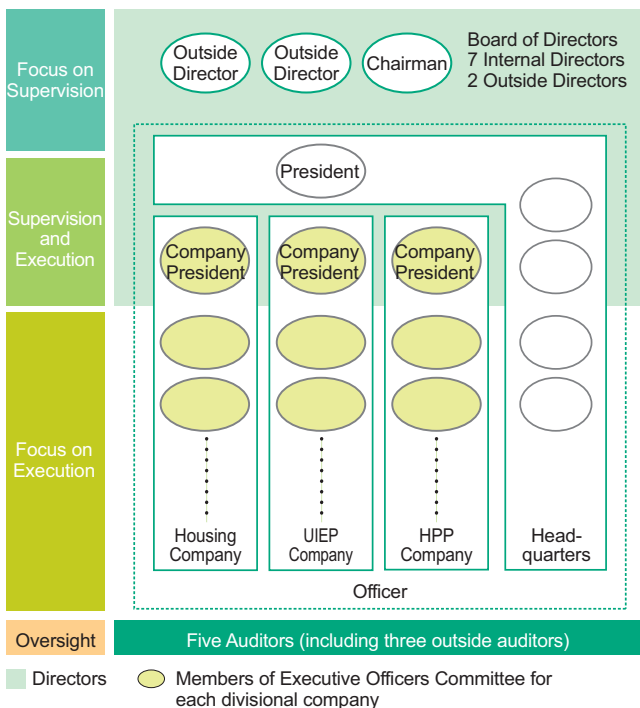 Focus on
Supervision
Outside
Director
Outside
Director
Chairman
Board of Directors
7 Internal Directors
2 Outside Directors
Supervision
and
Execution
President
Company
President
Company
President
Company
President
Focus on
Execution
Housing
Company
UIEP
Company
HPP
Company
Head-
quarters
Officer
Oversight
Five Auditors (including three outside auditors)
Directors
Members of Executive Officers Committee for
each divisional company